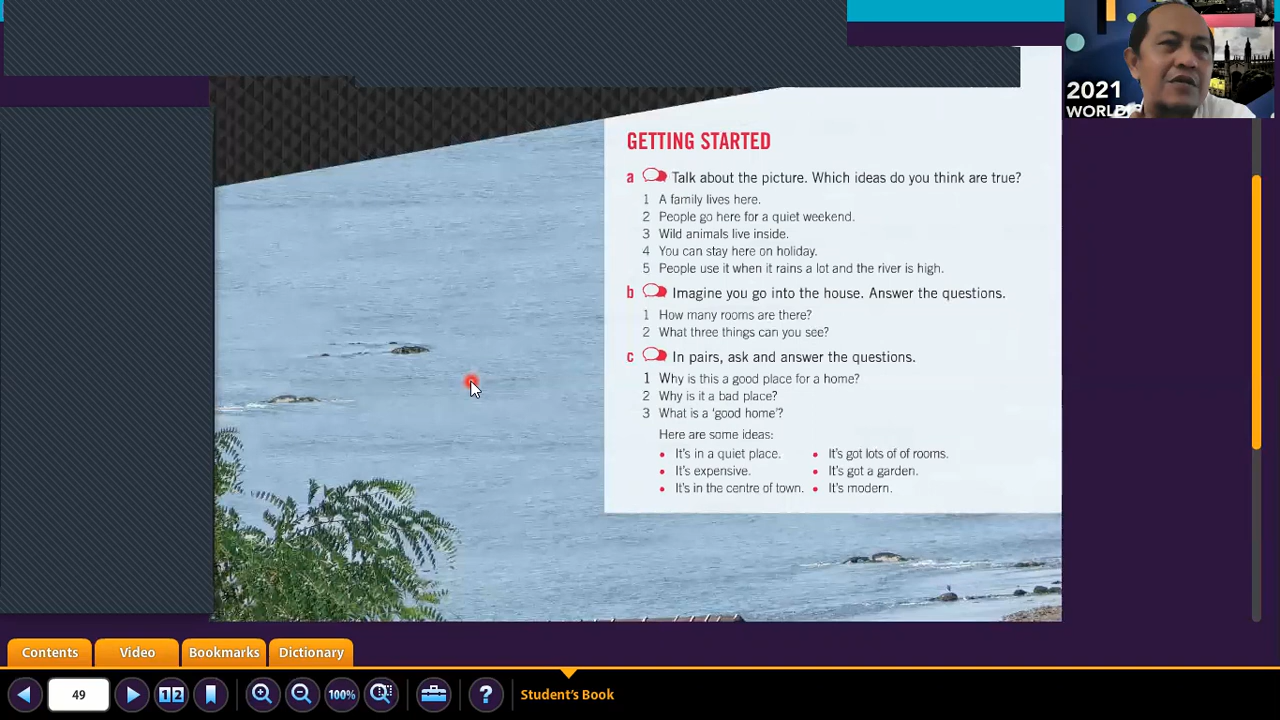 2021
WORLD
GETTING STARTED
a Talk about the picture. Which ideas do you think are true?
1 A family lives here.
2 People go here for a quiet weekend.
3 Wild animals live inside.
4 You can stay here on holiday.
5 People use it when it rains a lot and the river is high.
b Imagine you go into the house. Answer the questions.
1 How many rooms are there?
2 What three things can you see?
c In pairs, ask and answer the questions.
1 Why is this a good place for a home?
2 Why is it a bad place?
3 What is a ‘good home’?
Here are some ideas:
• It's in a quiet place.
• It's expensive.
• It's in the centre of town.
• It's got lots of of rooms.
• It's got a garden.
• It's modern.
Contents
Video
Bookmarks
Dictionary
49
1 2
100%
?
Student's Book